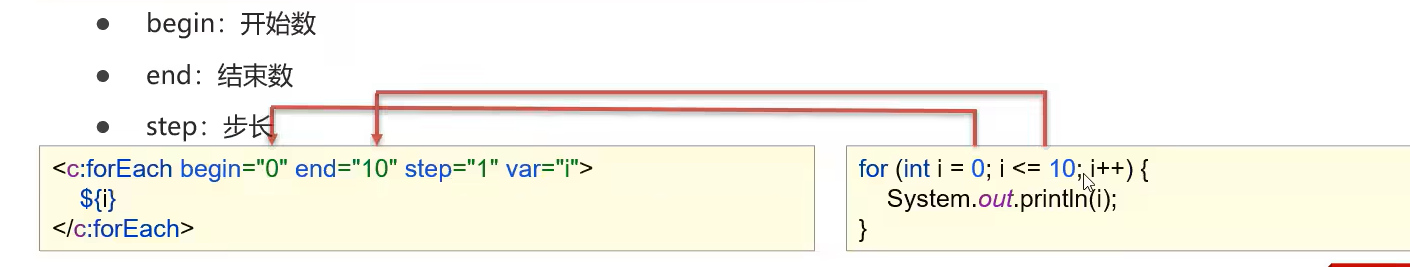 ● begin：开始数
● end：结束数
● step：步长
<c:forEach begin="0" end="10" step="1" var="i">
${i}
</c:forEach>
for (int i = 0; i <= 10; i++) {
System.out.println(i);
}